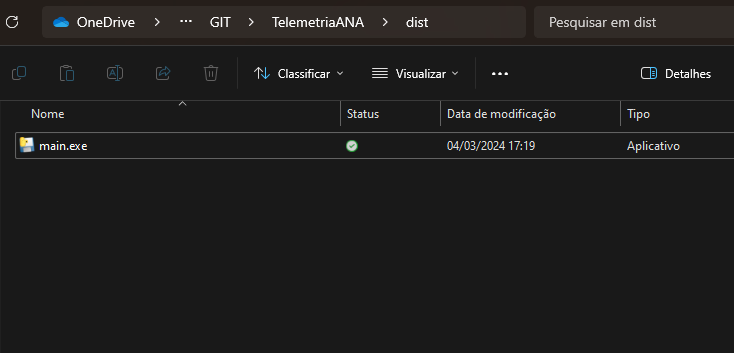 OneDrive > ... GIT > TelemetriaANA > dist Pesquisar em dist
Classificar Visualizar ... Detalhes
Nome Status Data de modificação Tipo
main.exe 04/03/2024 17:19 Aplicativo